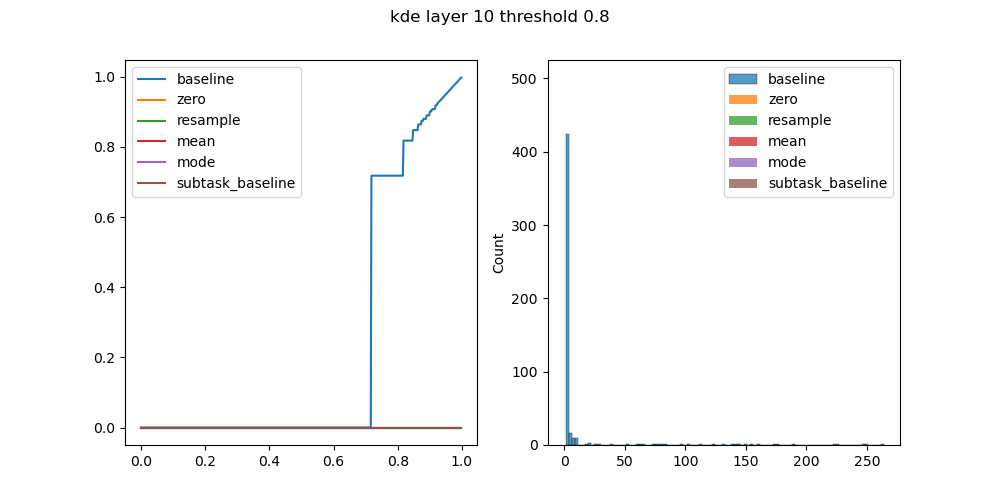 kde layer 10 threshold 0.8
1.0
0.8
0.6
0.4
0.2
0.0
0.0 0.2 0.4 0.6 0.8 1.0
baseline
zero
resample
mean
mode
subtask_baseline
Count
500
400
300
200
100
0
0 50 100 150 200 250
baseline
zero
resample
mean
mode
subtask_baseline